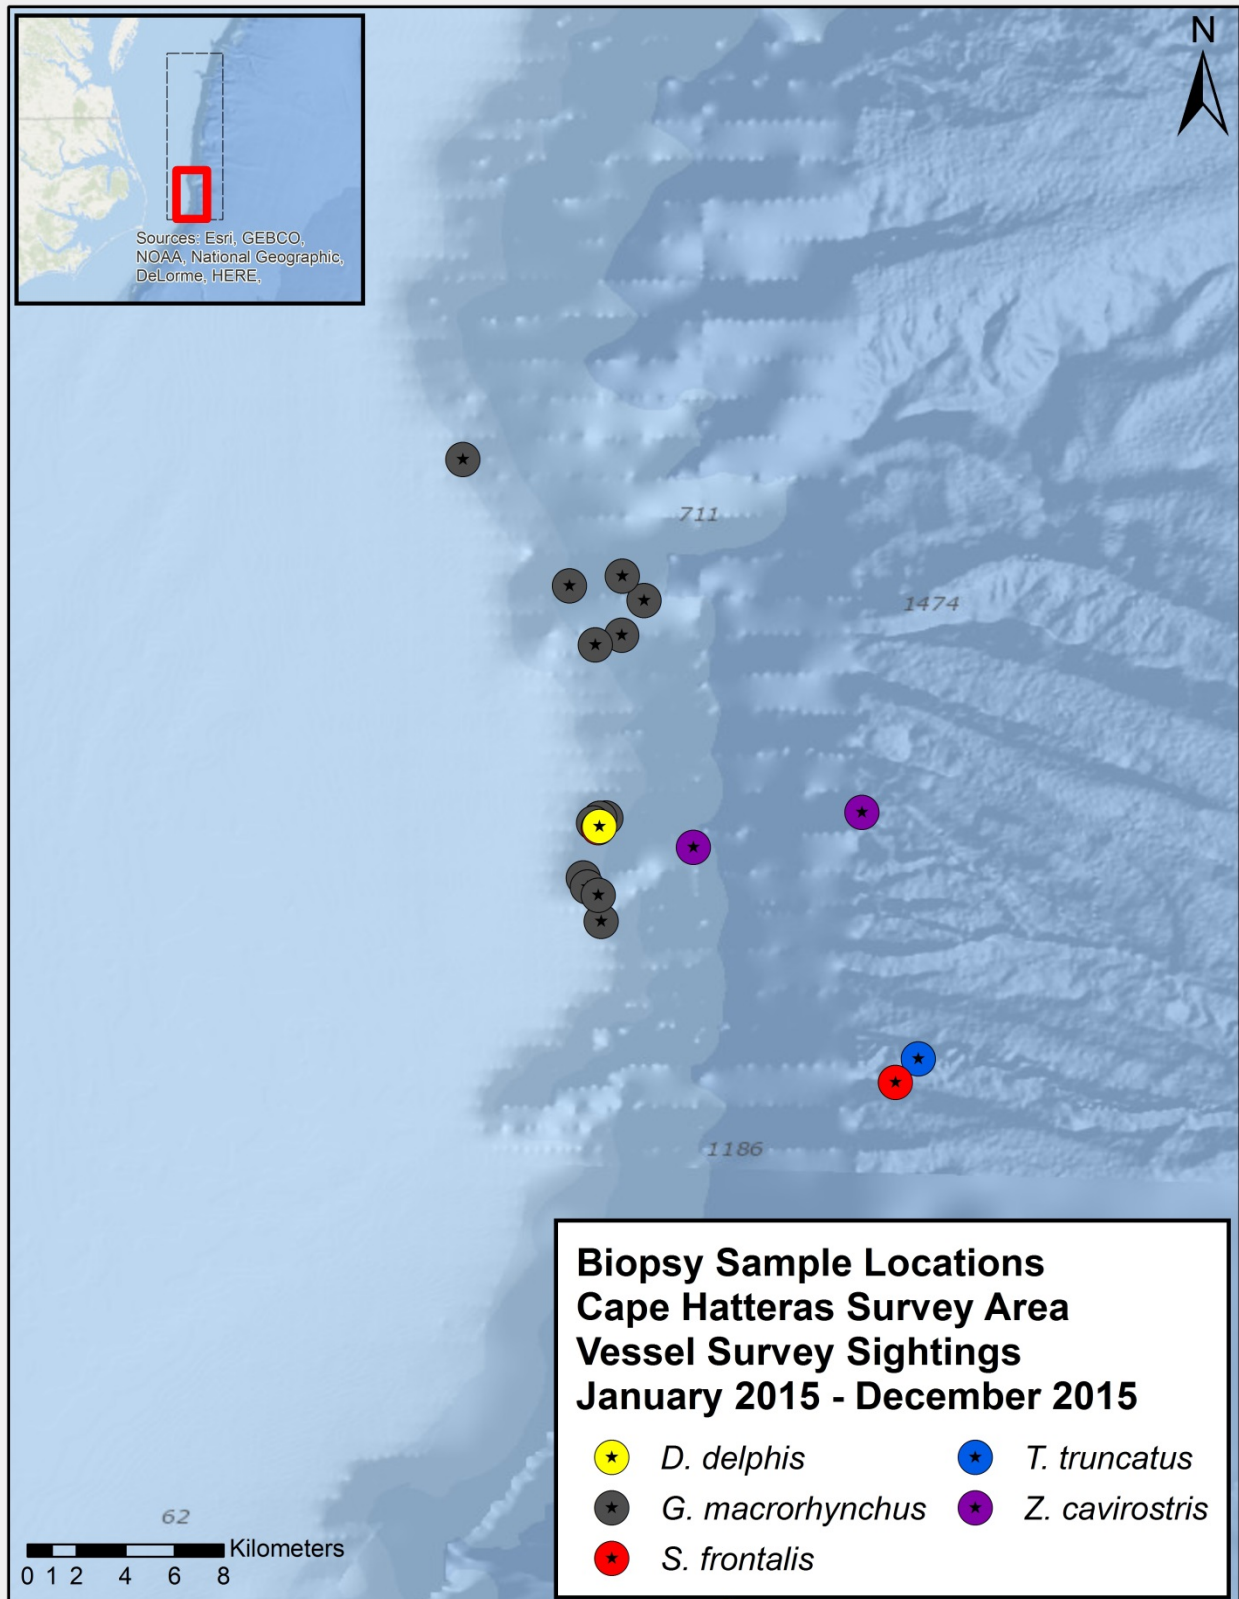 Sources: Esri, GEBCO,
NOAA, National Geographic,
DeLorme, HERE,
N
711
1474
1186
62
Kilometers
0 1 2 4 6 8
Biopsy Sample Locations
Cape Hatteras Survey Area
Vessel Survey Sightings
January 2015 - December 2015
D. delphis
G. macrorhynchus
S. frontalis
T. truncatus
Z. cavirostris